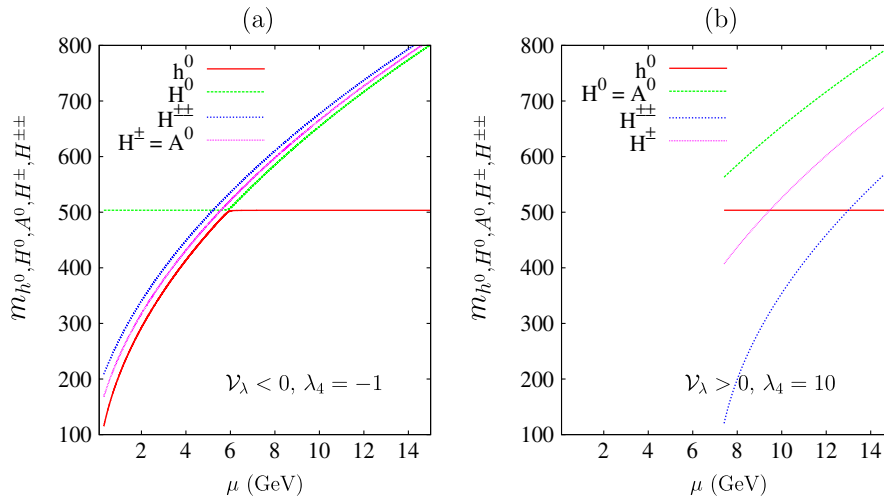 (a)
m_{h⁰,H⁰,A⁰,H^±,H^±±}
800
700
600
500
400
300
200
100
h⁰
H⁰
H^±±
H^± = A⁰
𝒱_λ < 0, λ₄ = −1
2 4 6 8 10 12 14
μ (GeV)
(b)
m_{h⁰,H⁰,A⁰,H^±,H^±±}
800
700
600
500
400
300
200
100
h⁰
H⁰ = A⁰
H^±±
H^±
𝒱_λ > 0, λ₄ = 10
2 4 6 8 10 12 14
μ (GeV)